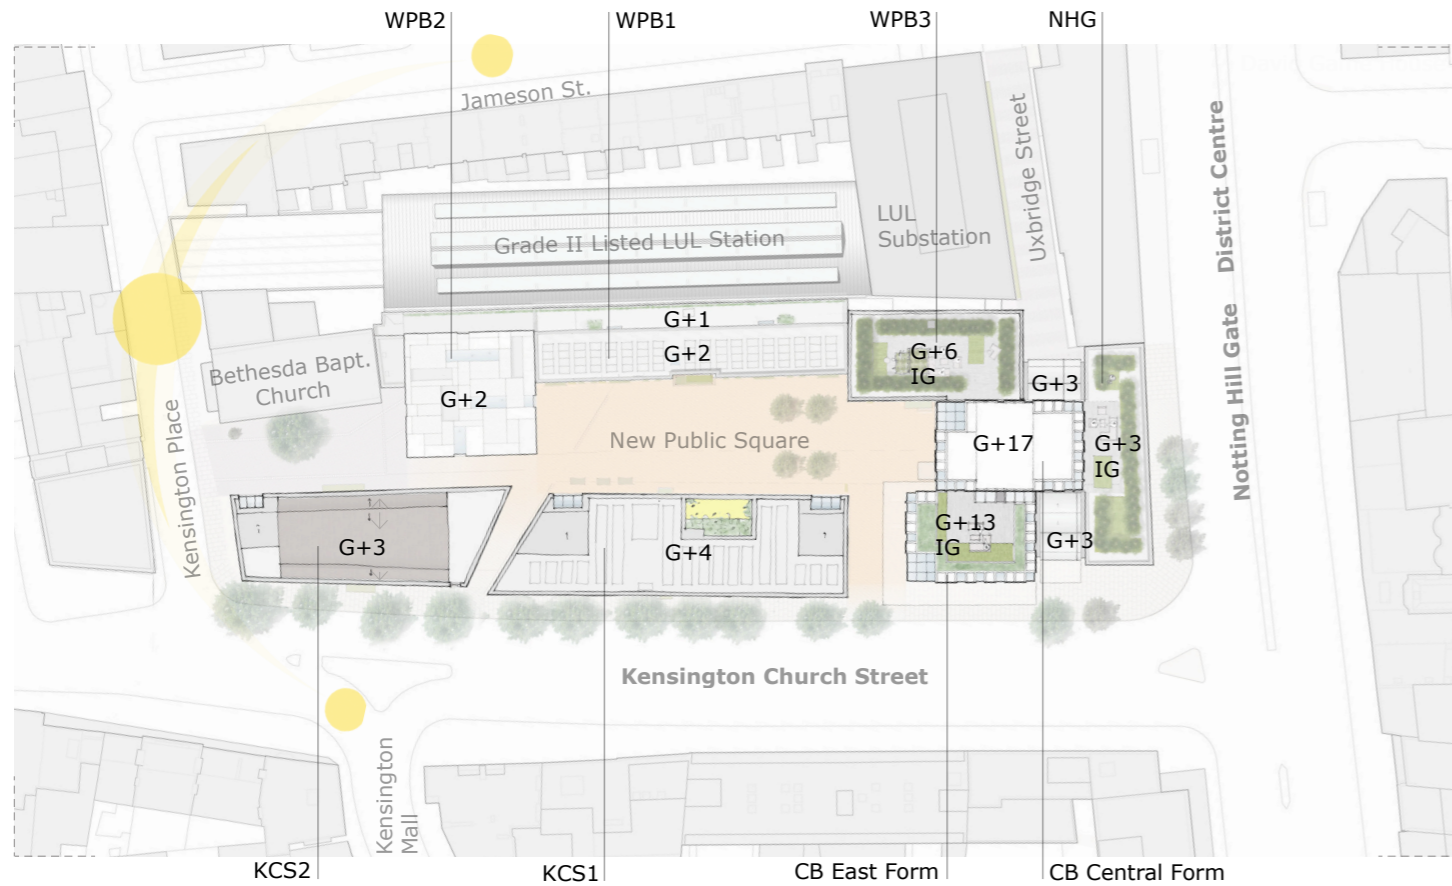 WPB2
WPB1
WPB3
NHG
Jameson St.
Uxbridge Street
Notting Hill Gate District Centre
LUL
Substation
Grade II Listed LUL Station
G+1
G+2
G+6
IG
G+3
Bethesda Bapt.
Church
G+2
New Public Square
G+17
G+3
IG
Kensington Place
G+3
G+4
G+13
IG
G+3
Kensington Church Street
Kensington
Mall
KCS2
KCS1
CB East Form
CB Central Form